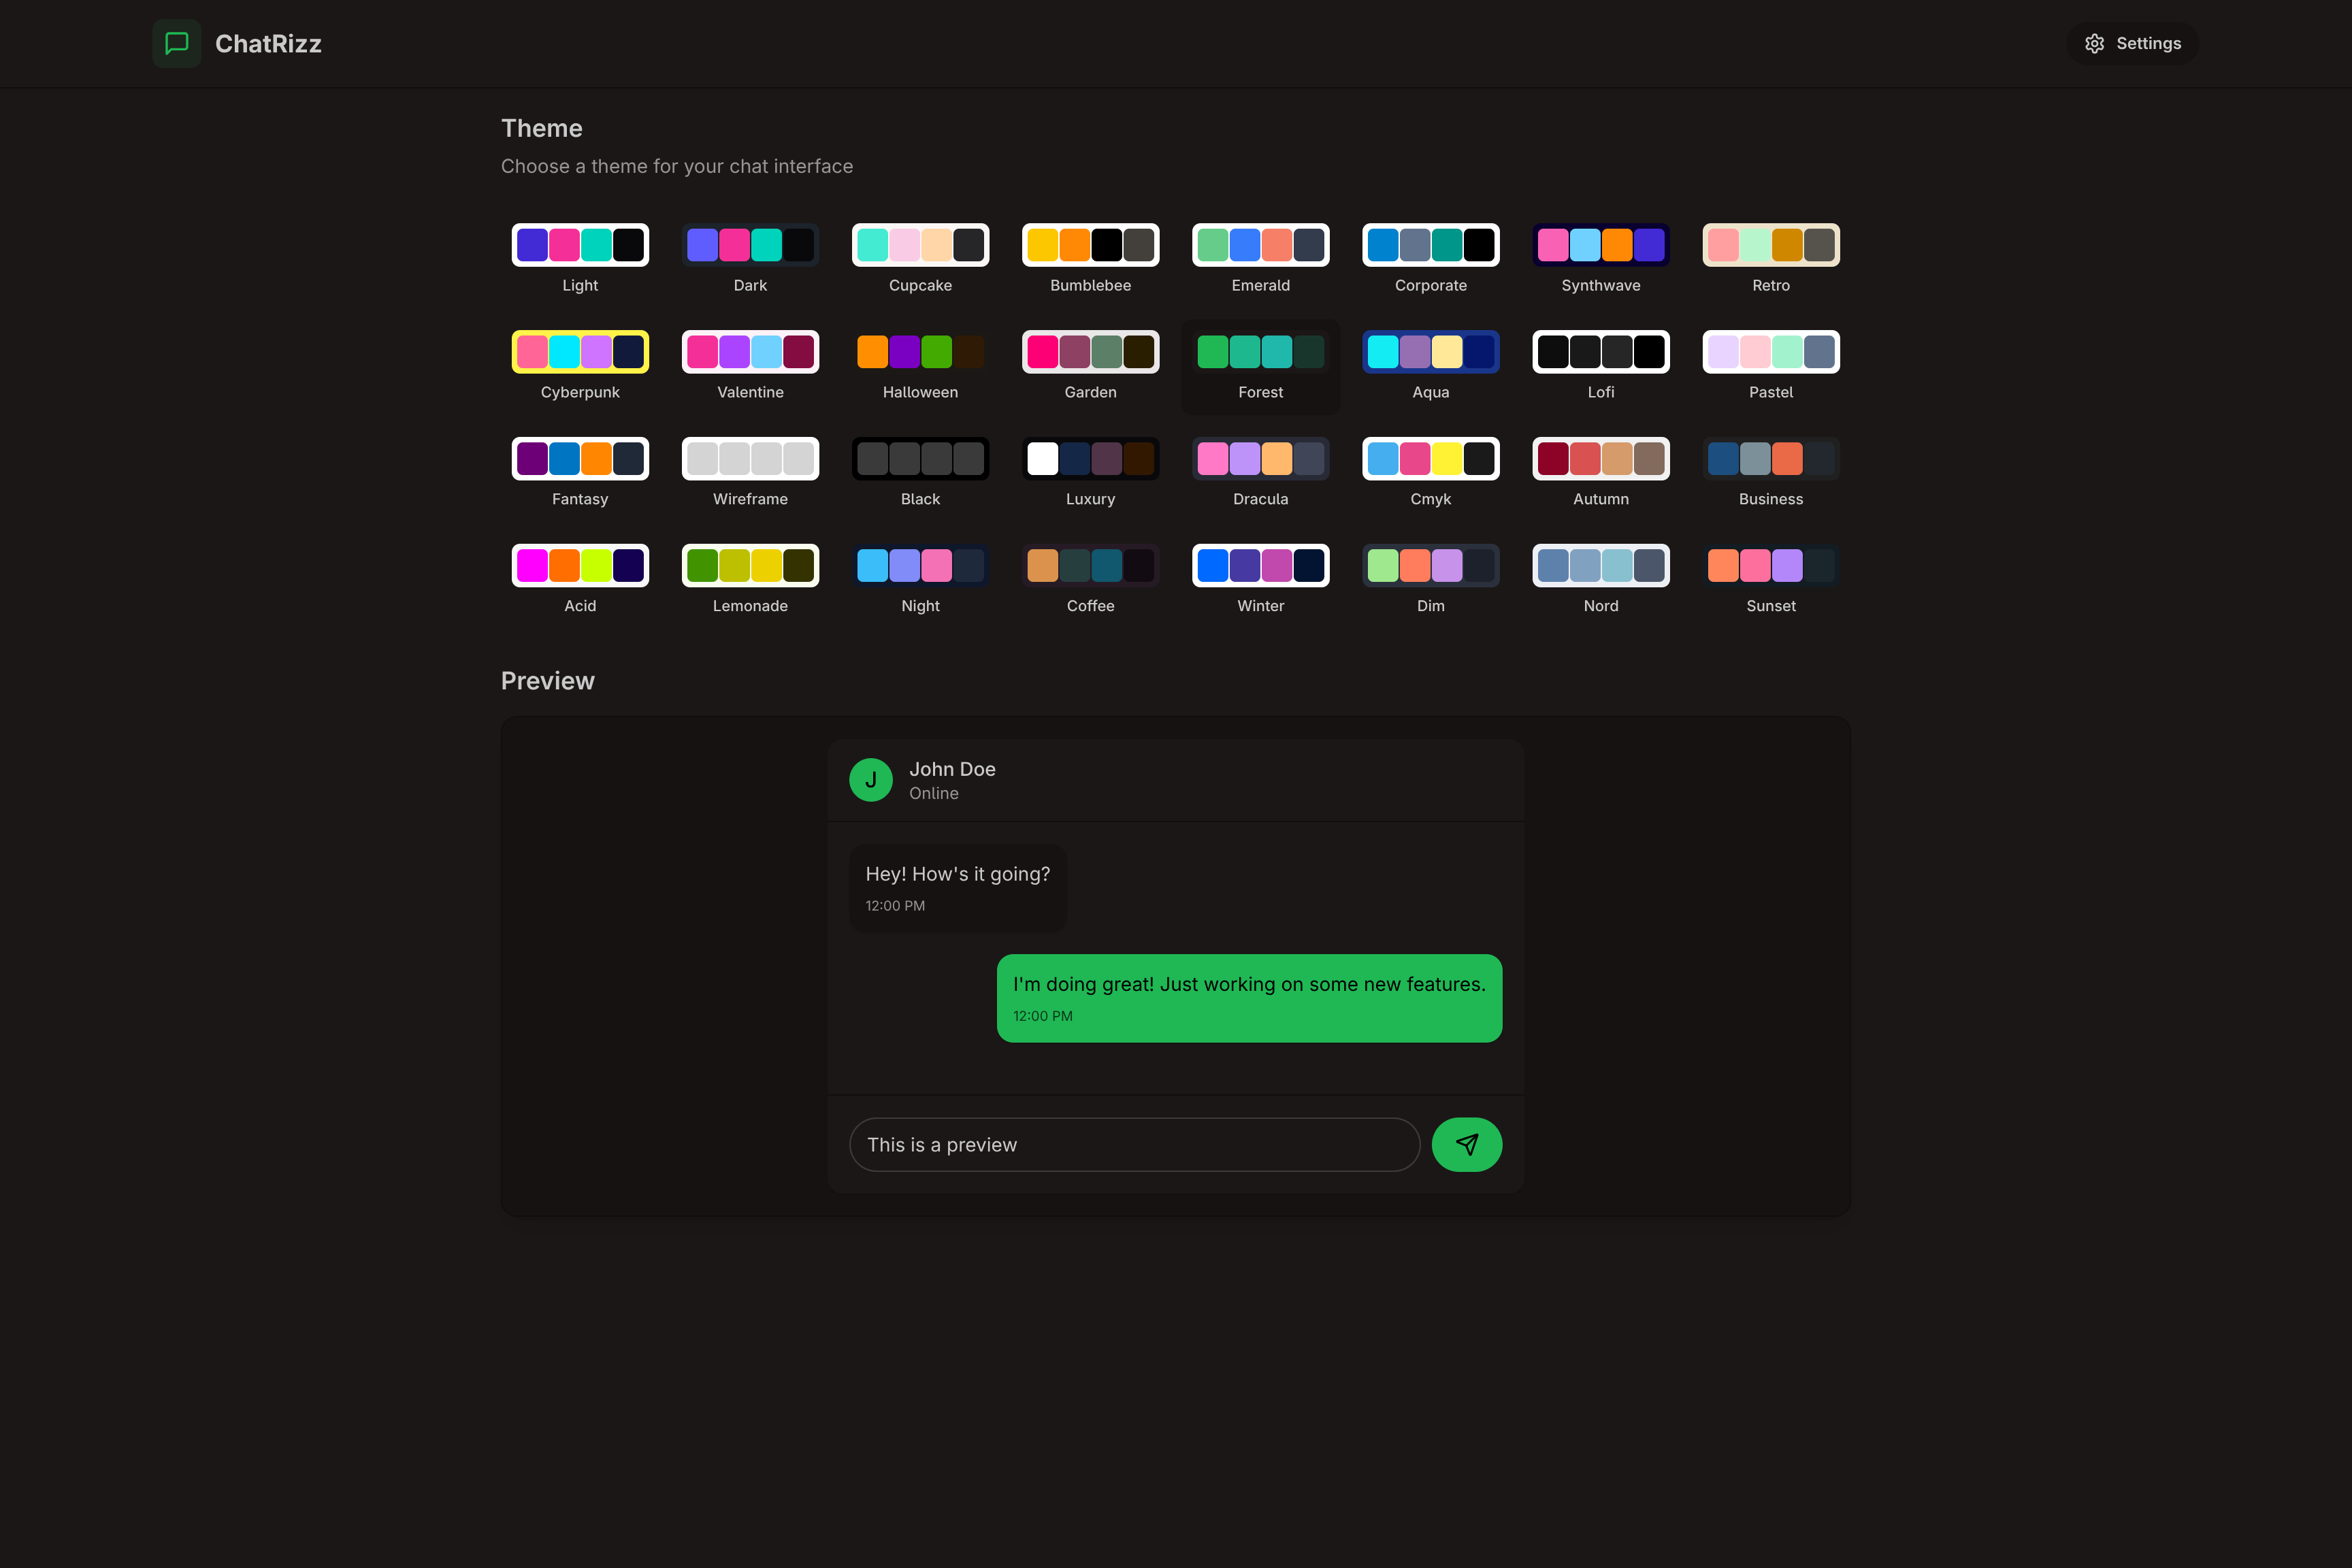 ChatRizz
Settings
Theme
Choose a theme for your chat interface
Light
Dark
Cupcake
Bumblebee
Emerald
Corporate
Synthwave
Retro
Cyberpunk
Valentine
Halloween
Garden
Forest
Aqua
Lofi
Pastel
Fantasy
Wireframe
Black
Luxury
Dracula
Cmyk
Autumn
Business
Acid
Lemonade
Night
Coffee
Winter
Dim
Nord
Sunset
Preview
J
John Doe
Online
Hey! How's it going?
12:00 PM
I'm doing great! Just working on some new features.
12:00 PM
This is a preview